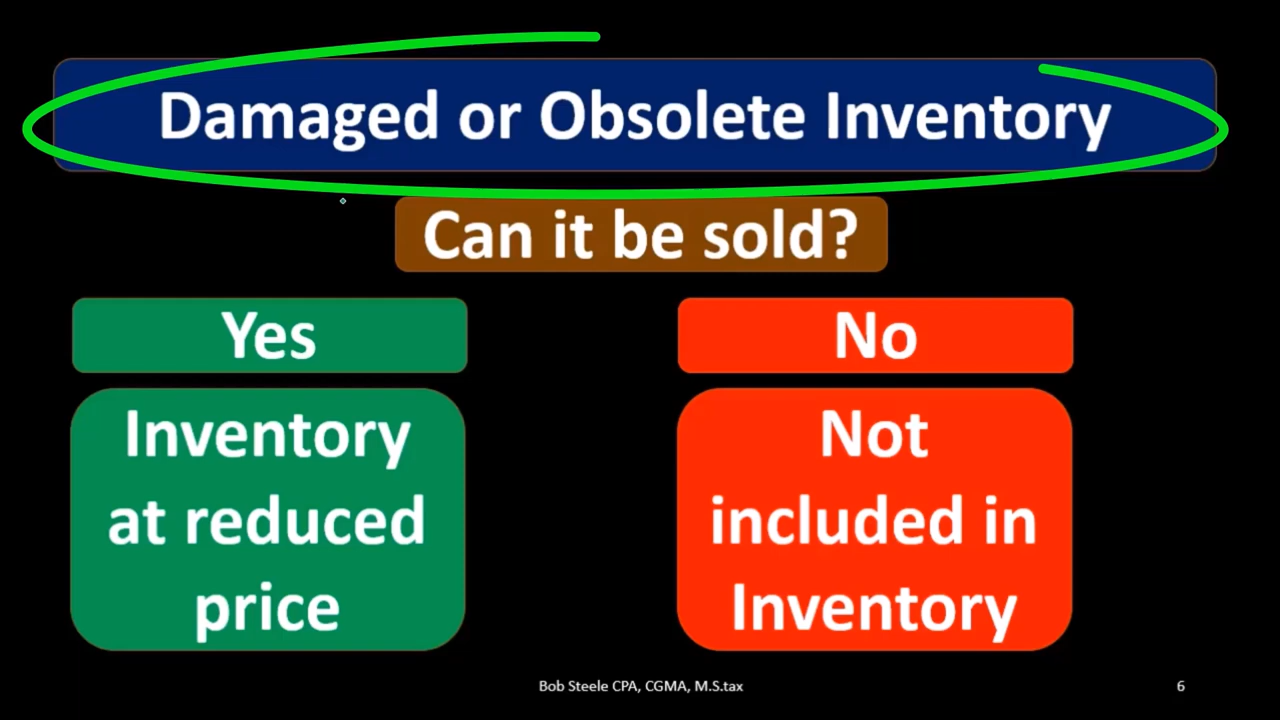 Damaged or Obsolete Inventory
Can it be sold?
Yes
No
Inventory
at reduced
price
Not
included in
Inventory
Bob Steele CPA, CGMA, M.S.tax
6